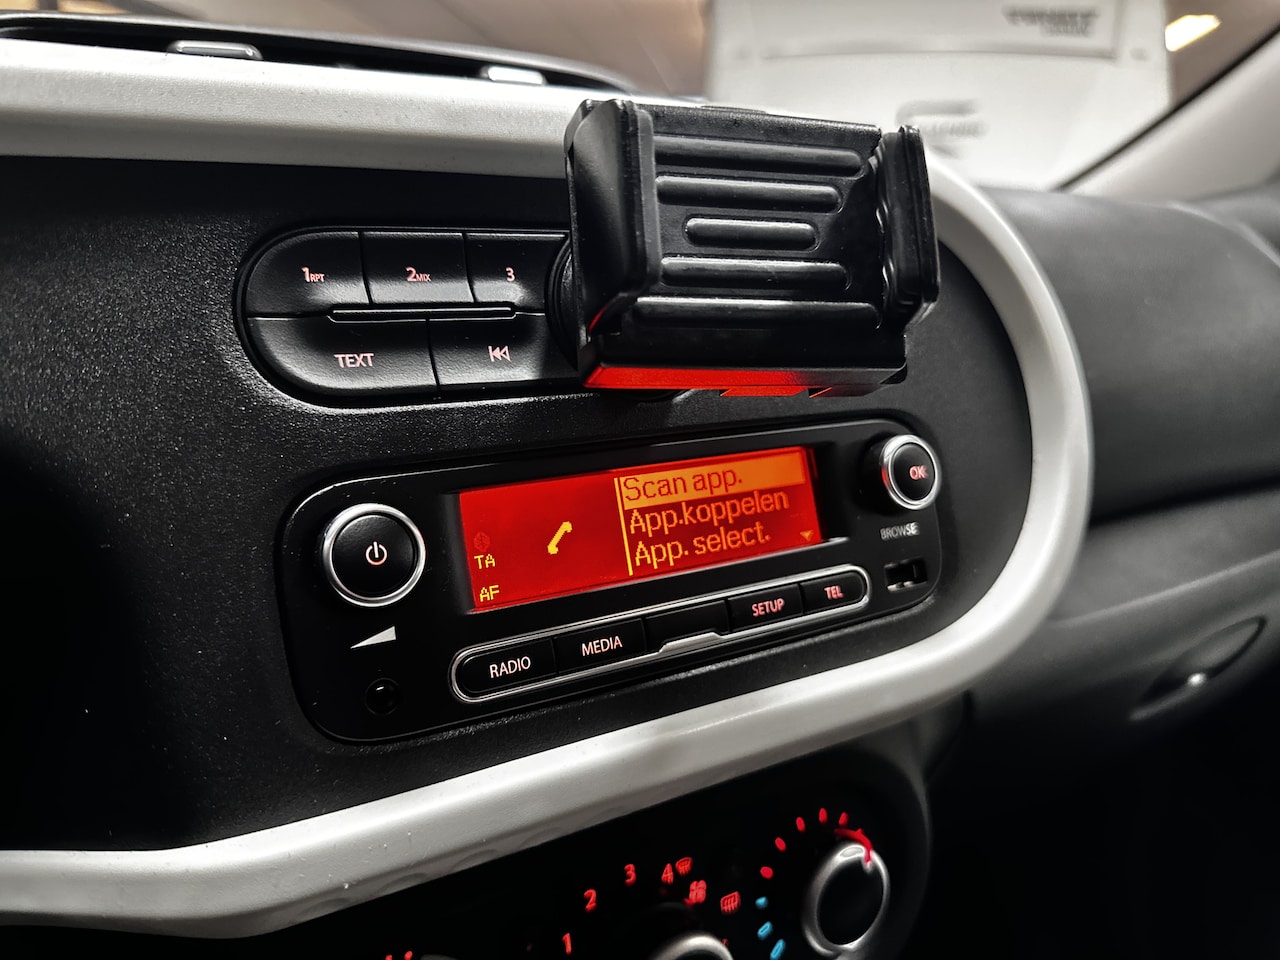 1RPT
2MIX
3
TEXT
Scan app.
App.koppelen
App. select.
TA
AF
OK
BROWSE
RADIO
MEDIA
SETUP
TEL
1
2
3
4